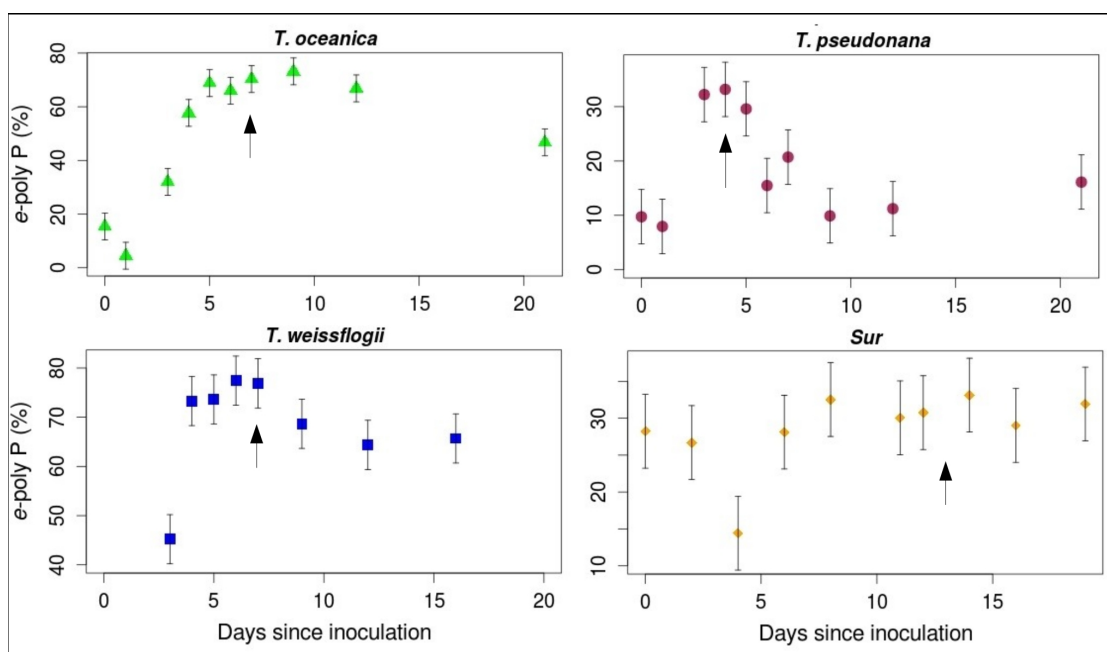 T. oceanica
e-poly P (%)
80
60
40
20
0
0 5 10 15 20
T. pseudonana
30
20
10
0
0 5 10 15 20
T. weissflogii
e-poly P (%)
80
70
60
50
40
0 5 10 15 20
Days since inoculation
Sur
30
20
10
0 5 10 15
Days since inoculation